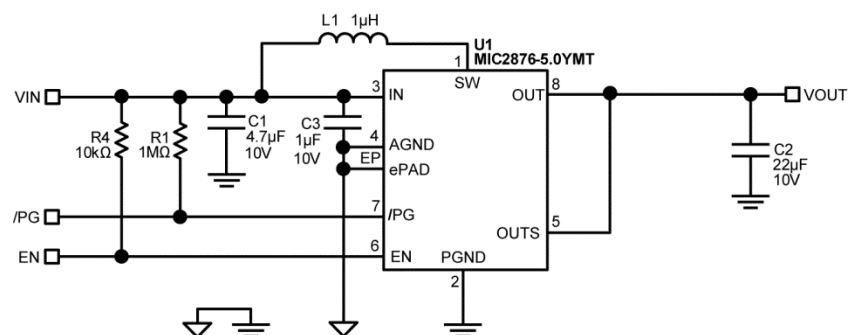 L1 1µH
U1
MIC2876-5.0YMT
1
SW
VIN
3
IN
OUT
8
VOUT
R4
10kΩ
R1
1MΩ
C1
4.7µF
10V
C3
1µF
10V
4
AGND
EP
ePAD
C2
22µF
10V
/PG
7
/PG
OUTS
5
EN
6
EN
PGND
2